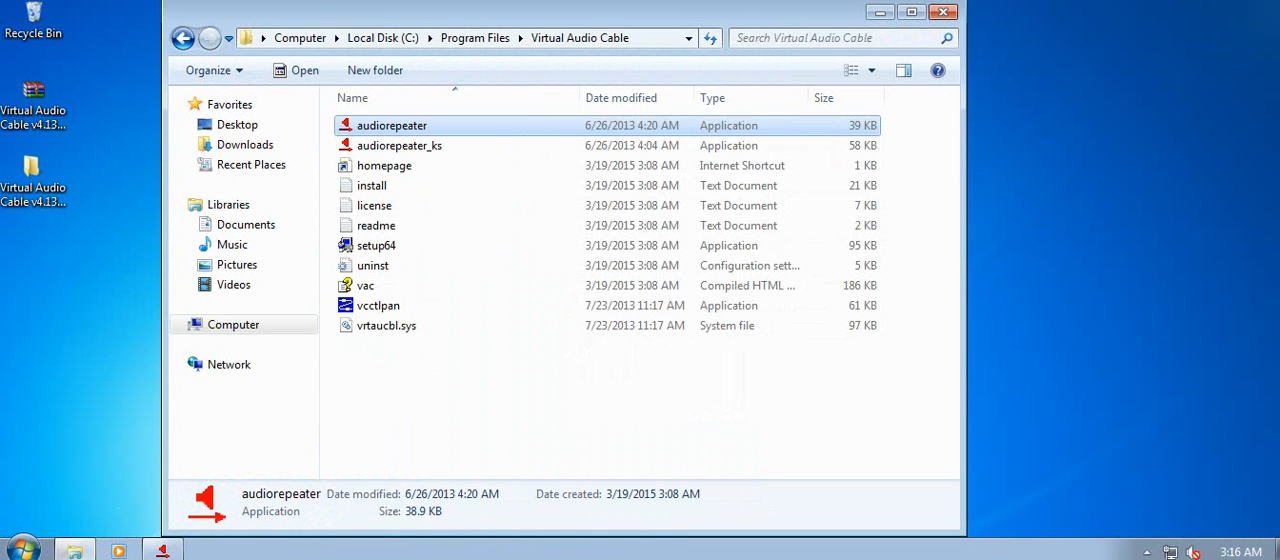 Recycle Bin
Virtual Audio
Cable v4.13...
Virtual Audio
Cable v4.13...
Computer Local Disk (C:) Program Files Virtual Audio Cable Search Virtual Audio Cable
Organize Open New folder
Favorites
Desktop
Downloads
Recent Places
Libraries
Documents
Music
Pictures
Videos
Computer
Network
Name Date modified Type Size
audiorepeater 6/26/2013 4:20 AM Application 39 KB
audiorepeater_ks 6/26/2013 4:04 AM Application 58 KB
homepage 3/19/2015 3:08 AM Internet Shortcut 1 KB
install 3/19/2015 3:08 AM Text Document 21 KB
license 3/19/2015 3:08 AM Text Document 7 KB
readme 3/19/2015 3:08 AM Text Document 2 KB
setup64 3/19/2015 3:08 AM Application 95 KB
uninst 3/19/2015 3:08 AM Configuration sett... 5 KB
vac 3/19/2015 3:08 AM Compiled HTML ... 186 KB
vcctlpan 7/23/2013 11:17 AM Application 61 KB
vrtaucbl.sys 7/23/2013 11:17 AM System file 97 KB
audiorepeater Date modified: 6/26/2013 4:20 AM Date created: 3/19/2015 3:08 AM
Application Size: 38.9 KB
3:16 AM